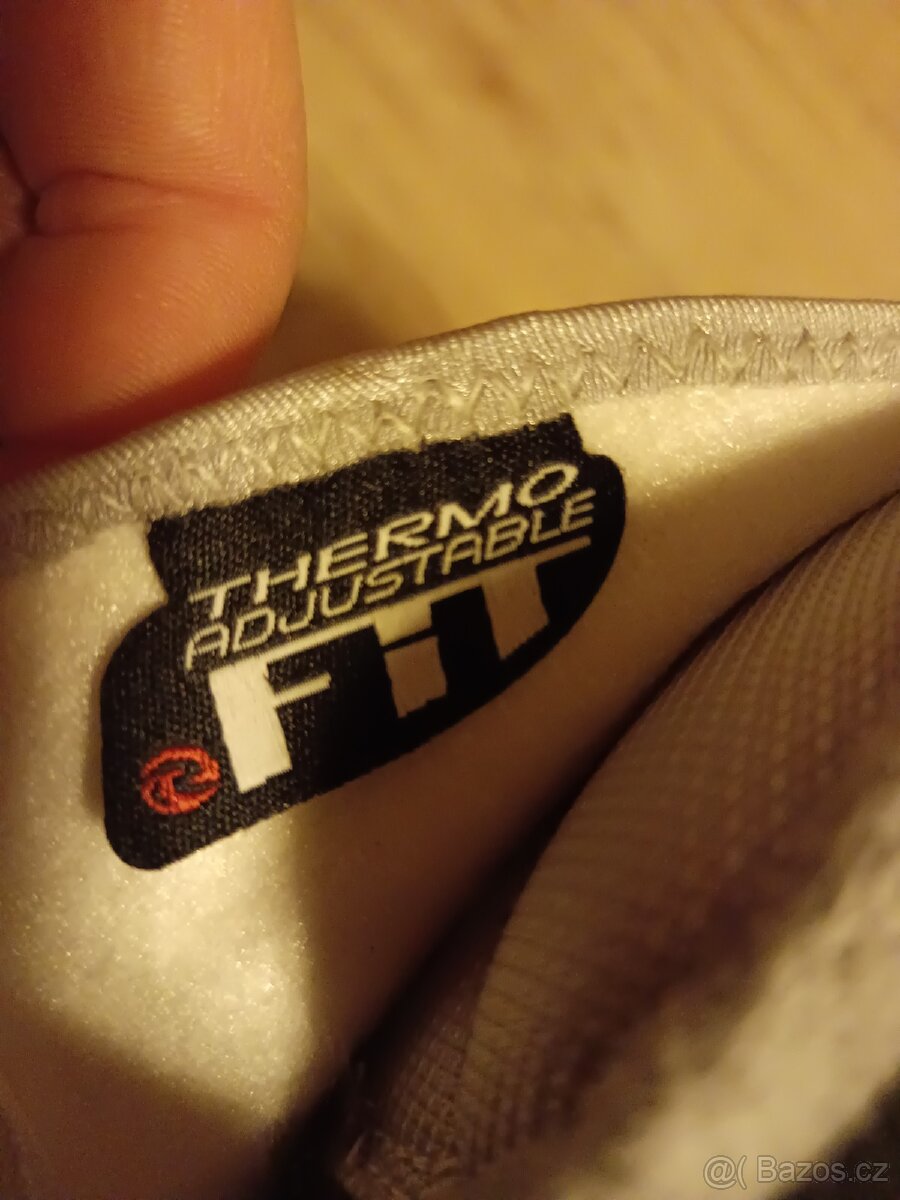 THERMO
ADJUSTABLE
FiT
@( Bazos.cz